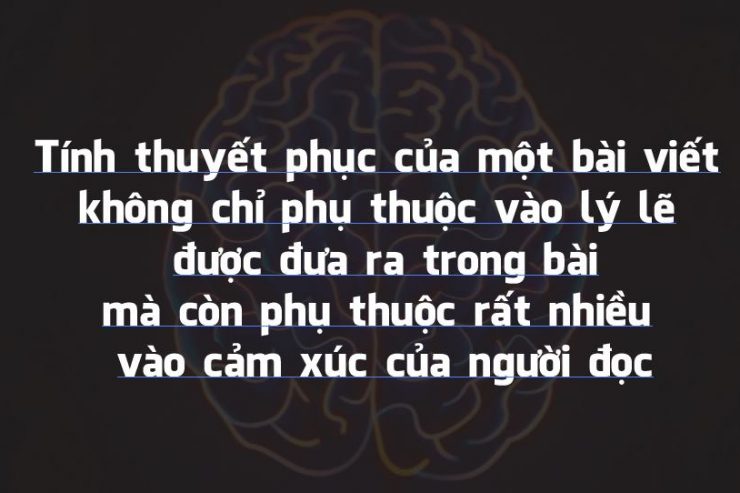 Tính thuyết phục của một bài viết
không chỉ phụ thuộc vào lý lẽ
được đưa ra trong bài
mà còn phụ thuộc rất nhiều
vào cảm xúc của người đọc